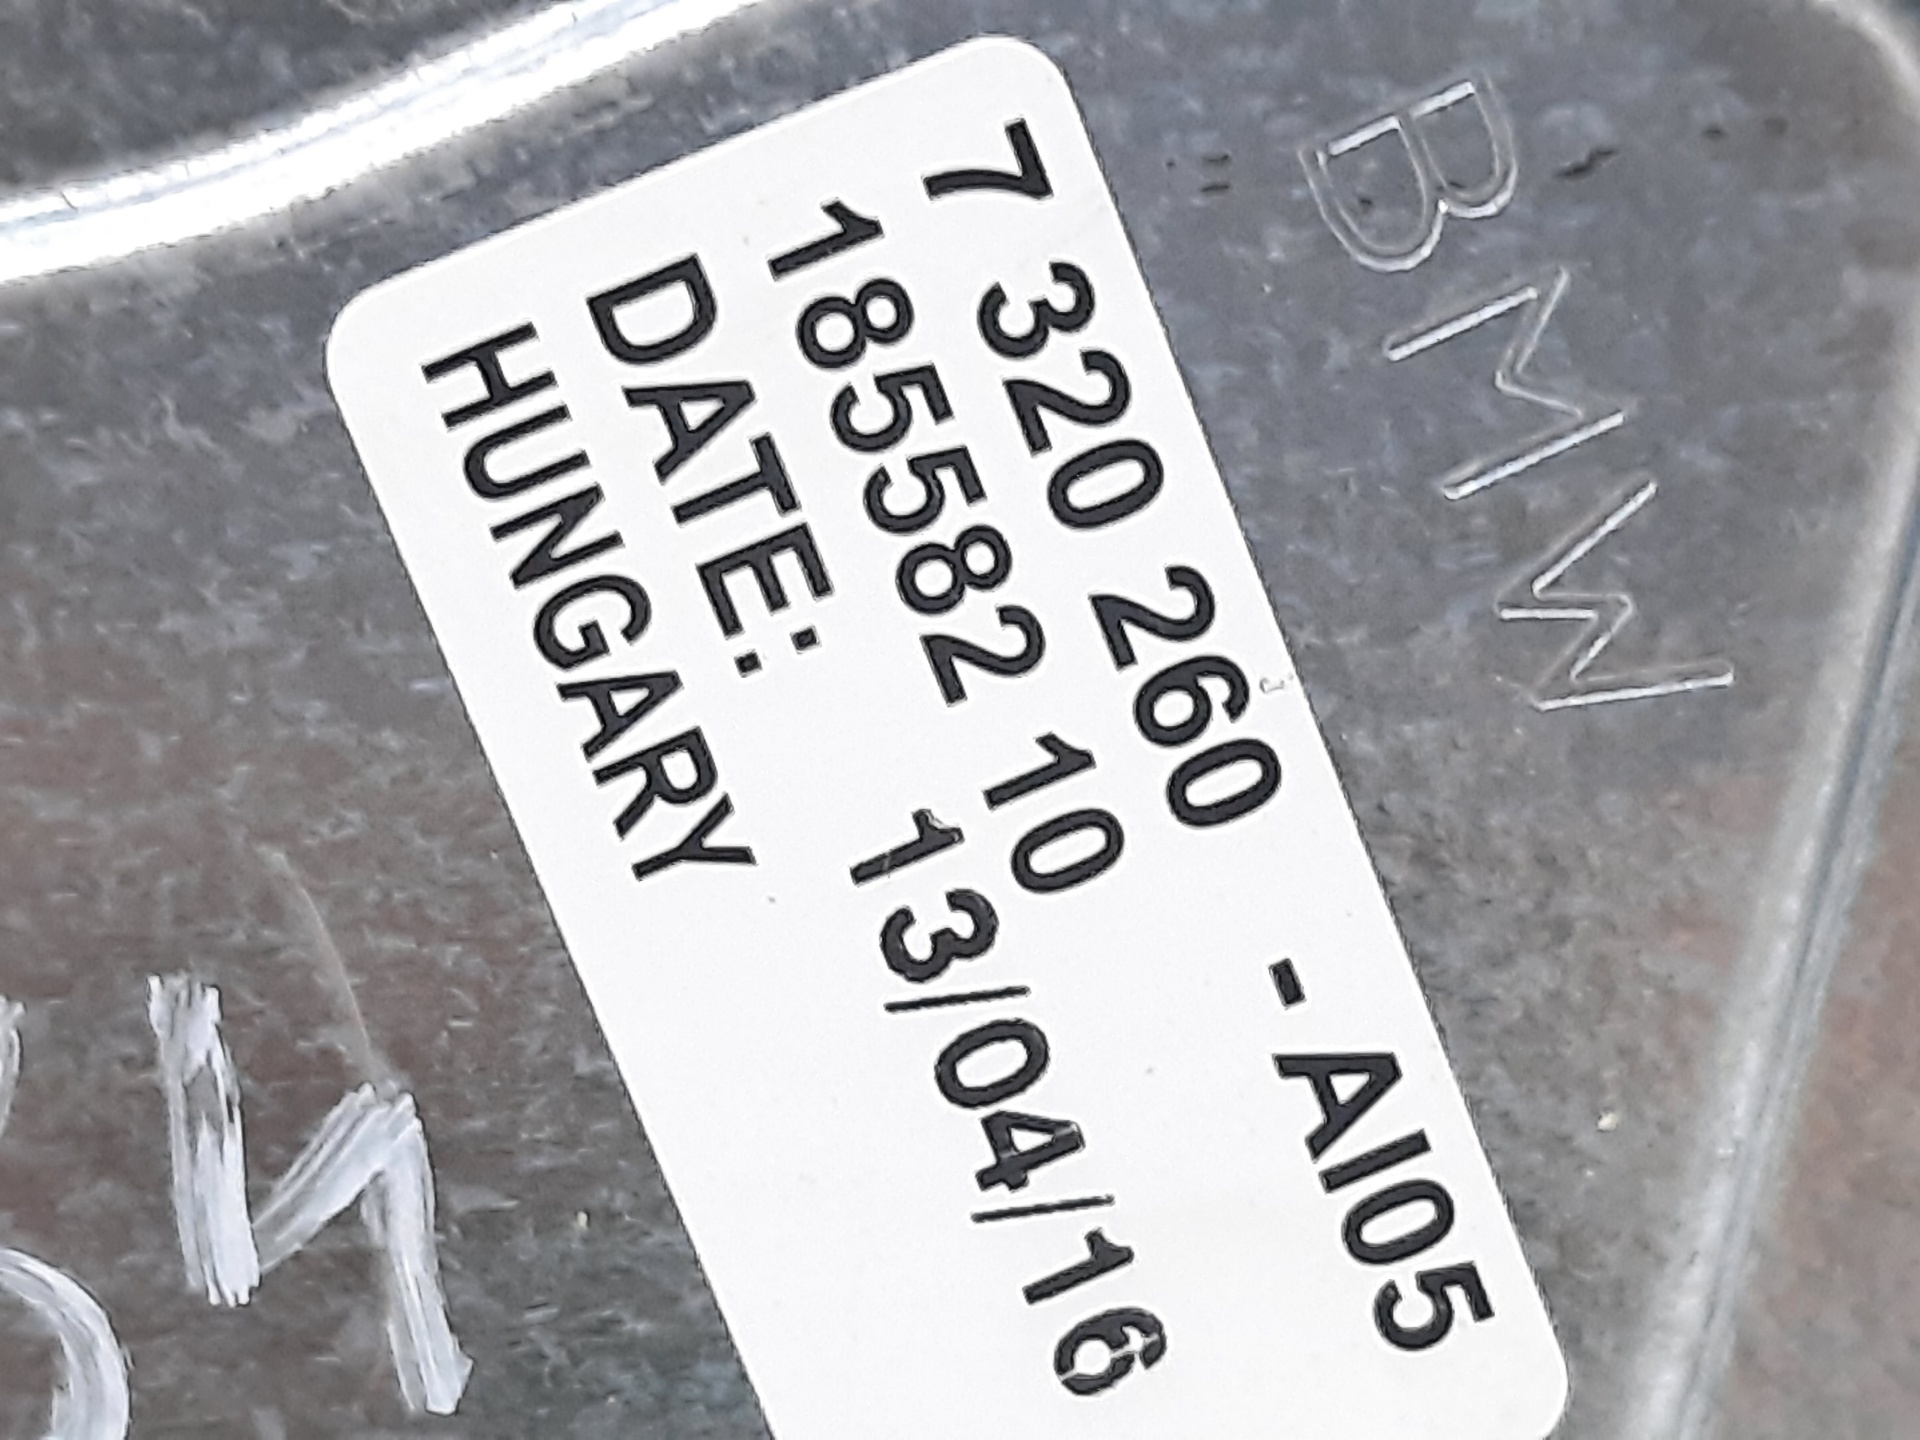 BMW
7 320 260 - AI05
185582 10
DATE: 13/04/16
HUNGARY